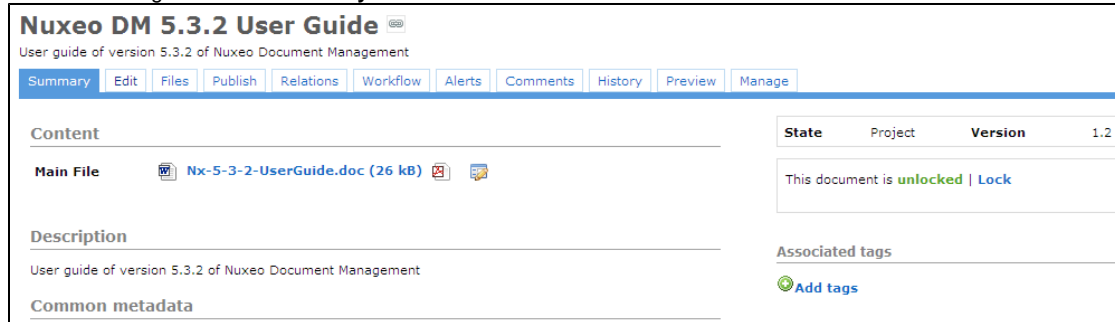 Nuxeo DM 5.3.2 User Guide
User guide of version 5.3.2 of Nuxeo Document Management
Summary Edit Files Publish Relations Workflow Alerts Comments History Preview Manage
Content
State Project Version 1.2
Main File Nx-5-3-2-UserGuide.doc (26 kB)
This document is unlocked | Lock
Description
User guide of version 5.3.2 of Nuxeo Document Management
Associated tags
Add tags
Common metadata